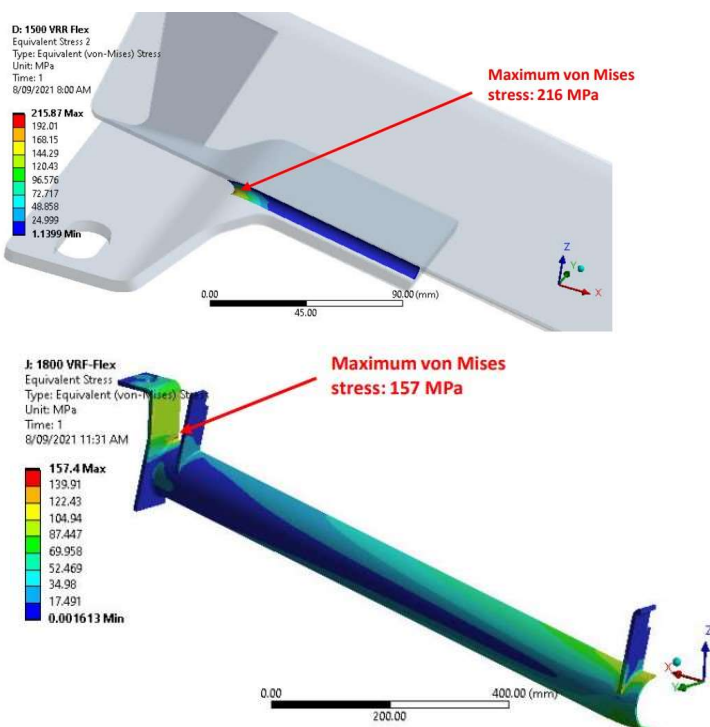 D: 1500 VRR Flex
Equivalent Stress 2
Type: Equivalent (von-Mises) Stress
Unit: MPa
Time: 1
8/09/2021 8:00 AM
215.87 Max
192.01
168.15
144.29
120.43
96.576
72.717
48.858
24.999
1.1399 Min
Maximum von Mises
stress: 216 MPa
Z
Y
X
0.00
90.00 (mm)
45.00
J: 1800 VRF-Flex
Equivalent Stress
Type: Equivalent (von-Mises) Stress
Unit: MPa
Time: 1
8/09/2021 11:31 AM
157.4 Max
139.91
122.43
104.94
87.447
69.958
52.469
34.98
17.491
0.001613 Min
Maximum von Mises
stress: 157 MPa
Z
X
Y
0.00
400.00 (mm)
200.00